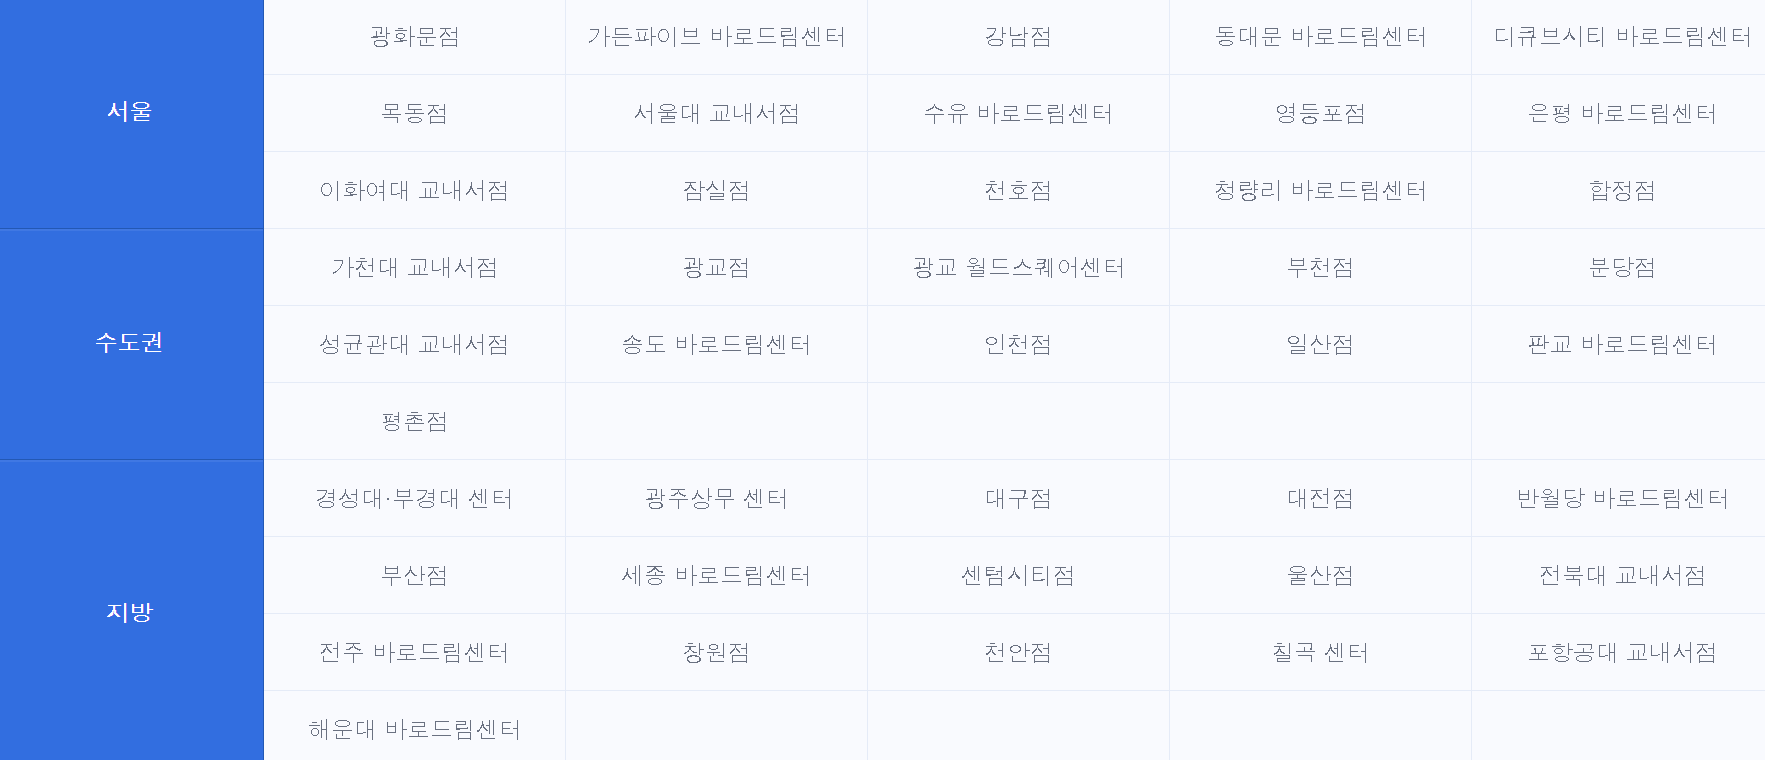 서울
광화문점 가든파이브 바로드림센터 강남점 동대문 바로드림센터 디큐브시티 바로드림센터
목동점 서울대 교내서점 수유 바로드림센터 영등포점 은평 바로드림센터
이화여대 교내서점 잠실점 천호점 청량리 바로드림센터 합정점
수도권
가천대 교내서점 광교점 광교 월드스퀘어센터 부천점 분당점
성균관대 교내서점 송도 바로드림센터 인천점 일산점 판교 바로드림센터
평촌점
지방
경성대·부경대 센터 광주상무 센터 대구점 대전점 반월당 바로드림센터
부산점 세종 바로드림센터 센텀시티점 울산점 전북대 교내서점
전주 바로드림센터 창원점 천안점 칠곡 센터 포항공대 교내서점
해운대 바로드림센터